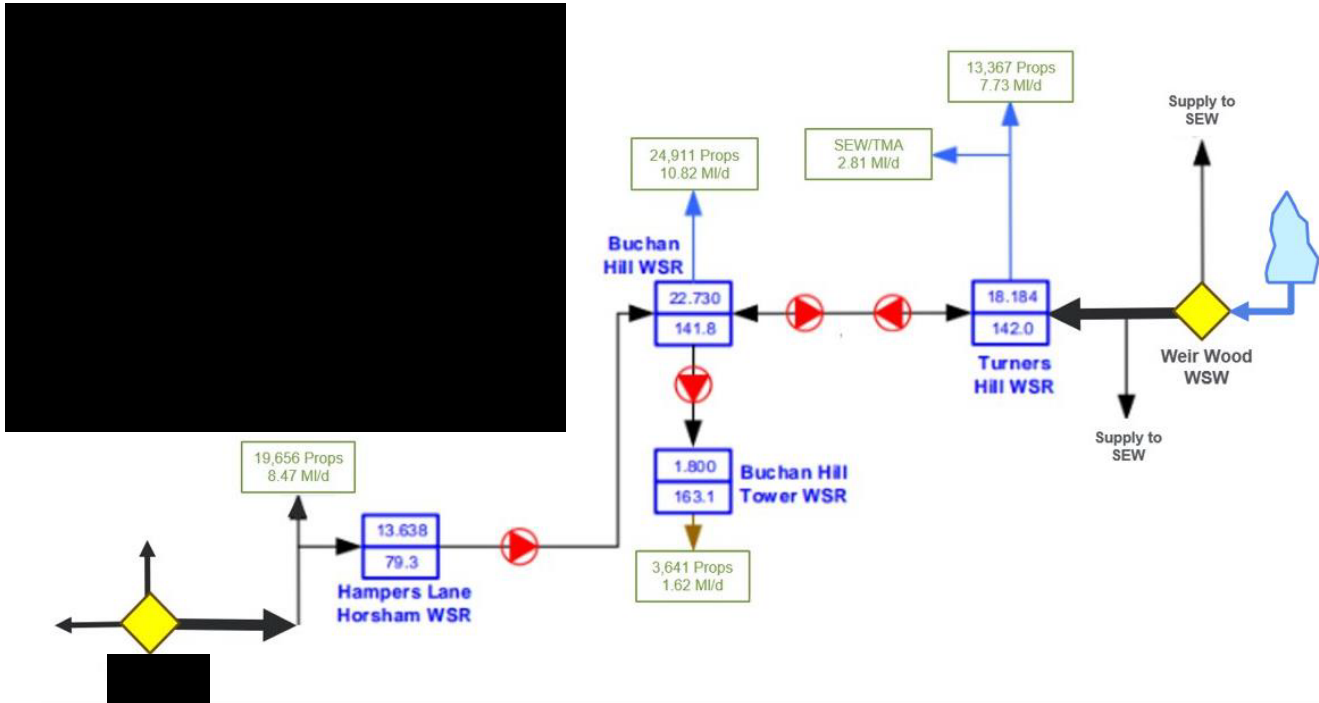 13,367 Props
7.73 Ml/d
Supply to
SEW
SEW/TMA
2.81 Ml/d
24,911 Props
10.82 Ml/d
Buchan
Hill WSR
22.730
141.8
18.184
142.0
Turners
Hill WSR
Weir Wood
WSW
Supply to
SEW
19,656 Props
8.47 Ml/d
1.800
163.1
Buchan Hill
Tower WSR
13.638
79.3
Hampers Lane
Horsham WSR
3,641 Props
1.62 Ml/d